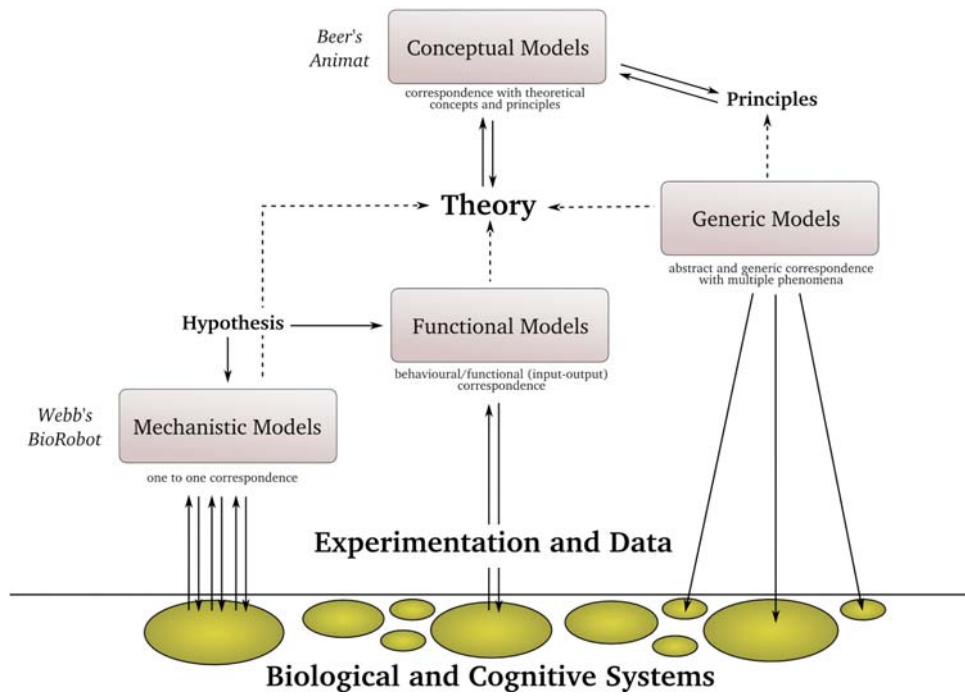 Beer's
Animat
Conceptual Models
correspondence with theoretical
concepts and principles
Principles
Theory
Generic Models
abstract and generic correspondence
with multiple phenomena
Hypothesis
Functional Models
behavioural/functional (input-output)
correspondence
Webb's
BioRobot
Mechanistic Models
one to one correspondence
Experimentation and Data
Biological and Cognitive Systems